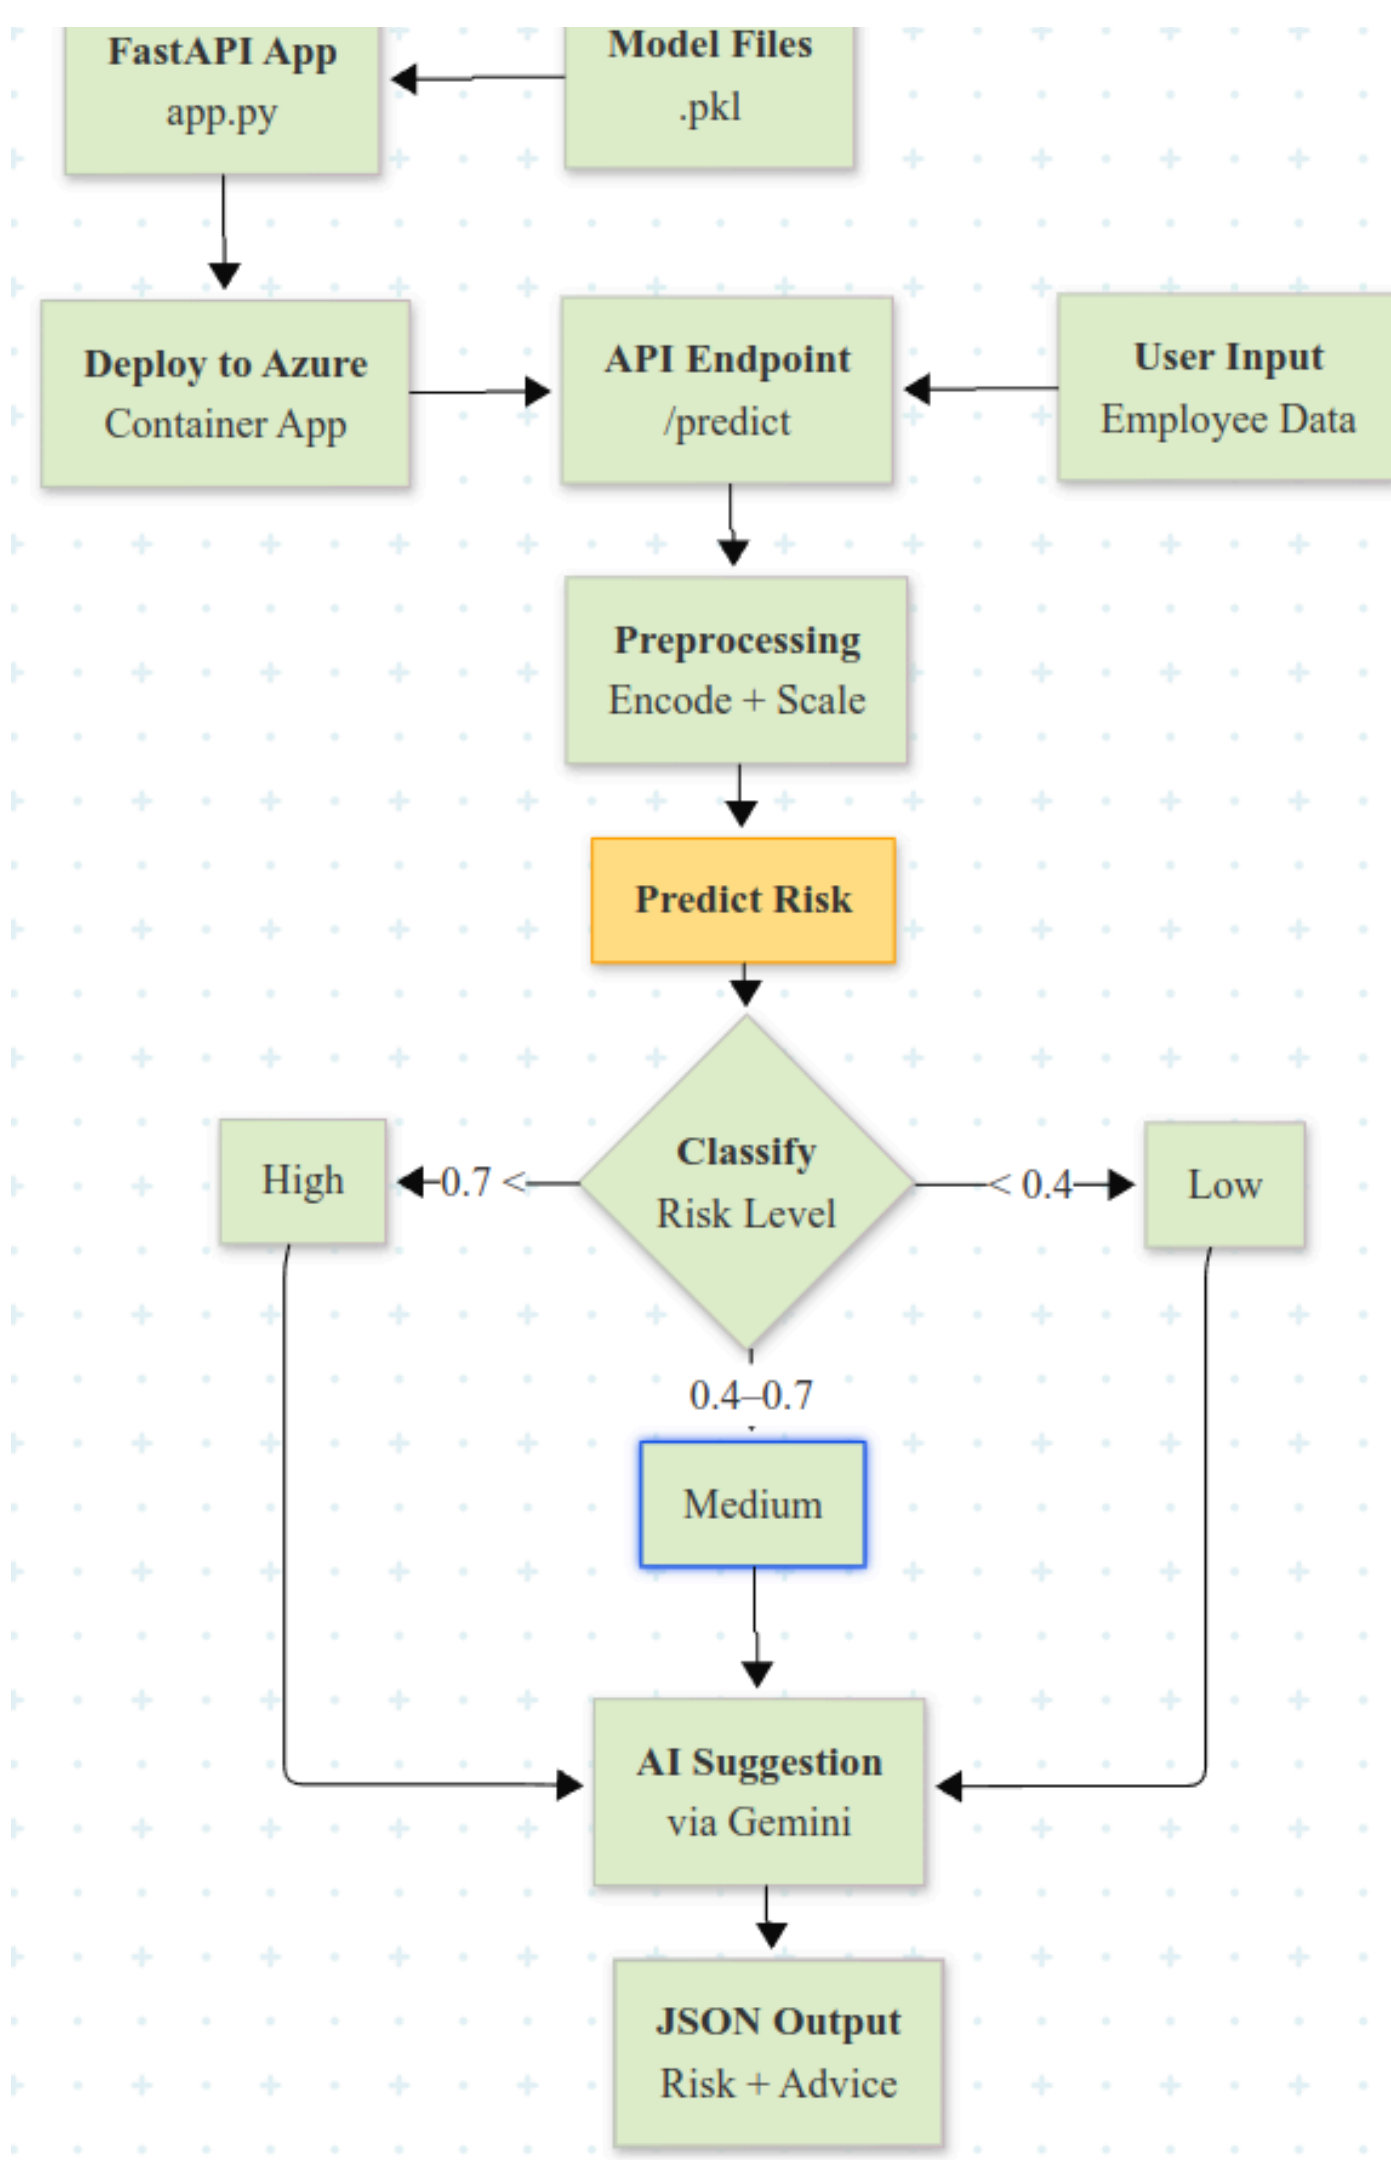 FastAPI App
app.py
Model Files
.pkl
Deploy to Azure
Container App
API Endpoint
/predict
User Input
Employee Data
Preprocessing
Encode + Scale
Predict Risk
Classify
Risk Level
High
0.7 <
< 0.4
Low
0.4–0.7
Medium
AI Suggestion
via Gemini
JSON Output
Risk + Advice